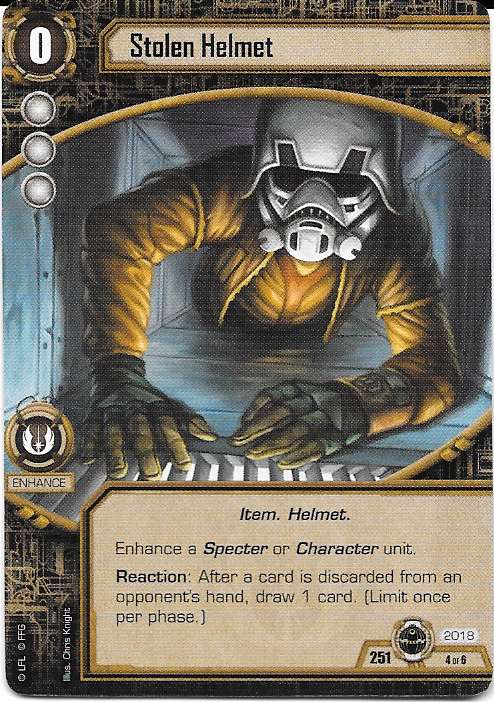 0
Stolen Helmet
ENHANCE
Item. Helmet.
Enhance a Specter or Character unit.
Reaction: After a card is discarded from an
opponent's hand, draw 1 card. (Limit once
per phase.)
251
2018
4 OF 6
© LFL © FFG
Illus. Chris Knight